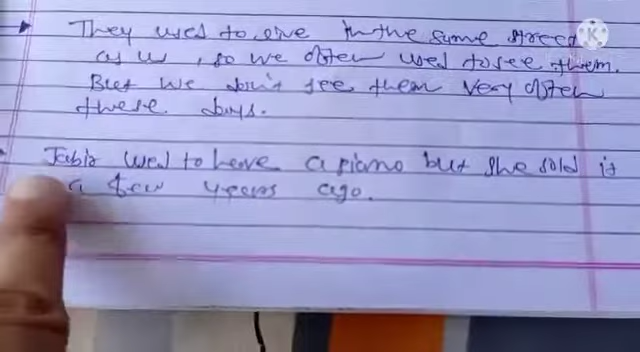 They used to live in the same street
as us, so we often used to see them.
But we don't see them very often
these days.
Jabir used to have a piano but she sold it
a few years ago.